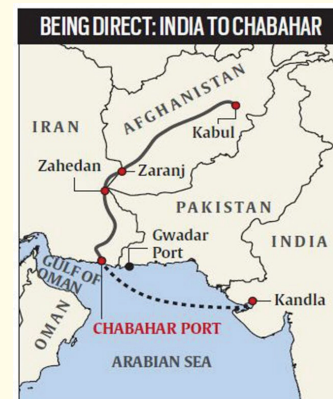 BEING DIRECT: INDIA TO CHABAHAR
AFGHANISTAN
IRAN
Kabul
Zahedan
Zaranj
PAKISTAN
Gwadar
Port
INDIA
GULF OF
OMAN
Kandla
OMAN
CHABAHAR PORT
ARABIAN SEA